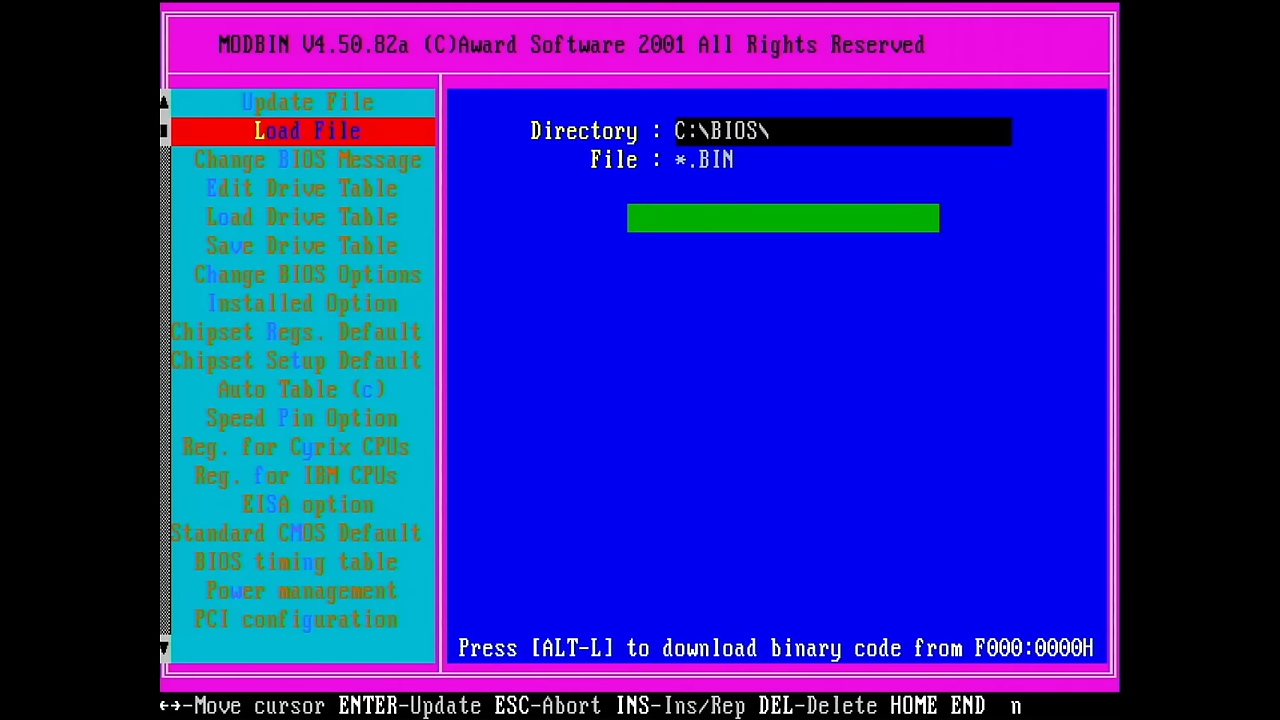 MODBIN V4.50.82a (C)Award Software 2001 All Rights Reserved
Update File
Load File
Change BIOS Message
Edit Drive Table
Load Drive Table
Save Drive Table
Change BIOS Options
Installed Option
Chipset Regs. Default
Chipset Setup Default
Auto Table (c)
Speed Pin Option
Reg. for Cyrix CPUs
Reg. for IBM CPUs
EISA option
Standard CMOS Default
BIOS timing table
Power management
PCI configuration
Directory : C:\BIOS\
File : *.BIN
Press [ALT-L] to download binary code from F000:0000H
←→-Move cursor ENTER-Update ESC-Abort INS-Ins/Rep DEL-Delete HOME END n